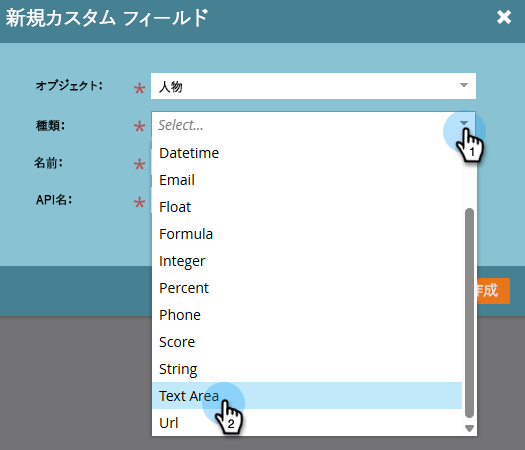 新規カスタム フィールド
オブジェクト: * 人物
種類: * Select...
1
Datetime
名前: *
Email
API名: *
Float
Formula
Integer
Percent
作成
Phone
Score
String
Text Area
2
Url